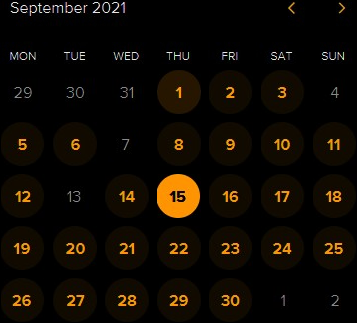 September 2021
MON TUE WED THU FRI SAT SUN
29 30 31 1 2 3 4
5 6 7 8 9 10 11
12 13 14 15 16 17 18
19 20 21 22 23 24 25
26 27 28 29 30 1 2